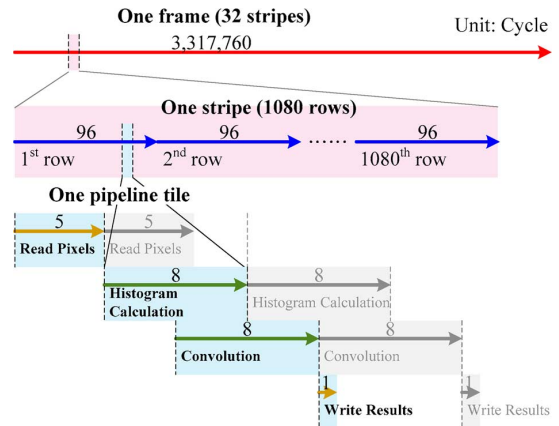 One frame (32 stripes)
Unit: Cycle
3,317,760
One stripe (1080 rows)
96 96 96
1st row 2nd row ...... 1080th row
One pipeline tile
5 5
Read Pixels Read Pixels
8 8
Histogram Histogram Calculation
Calculation
8 8
Convolution Convolution
1 1
Write Results Write Results